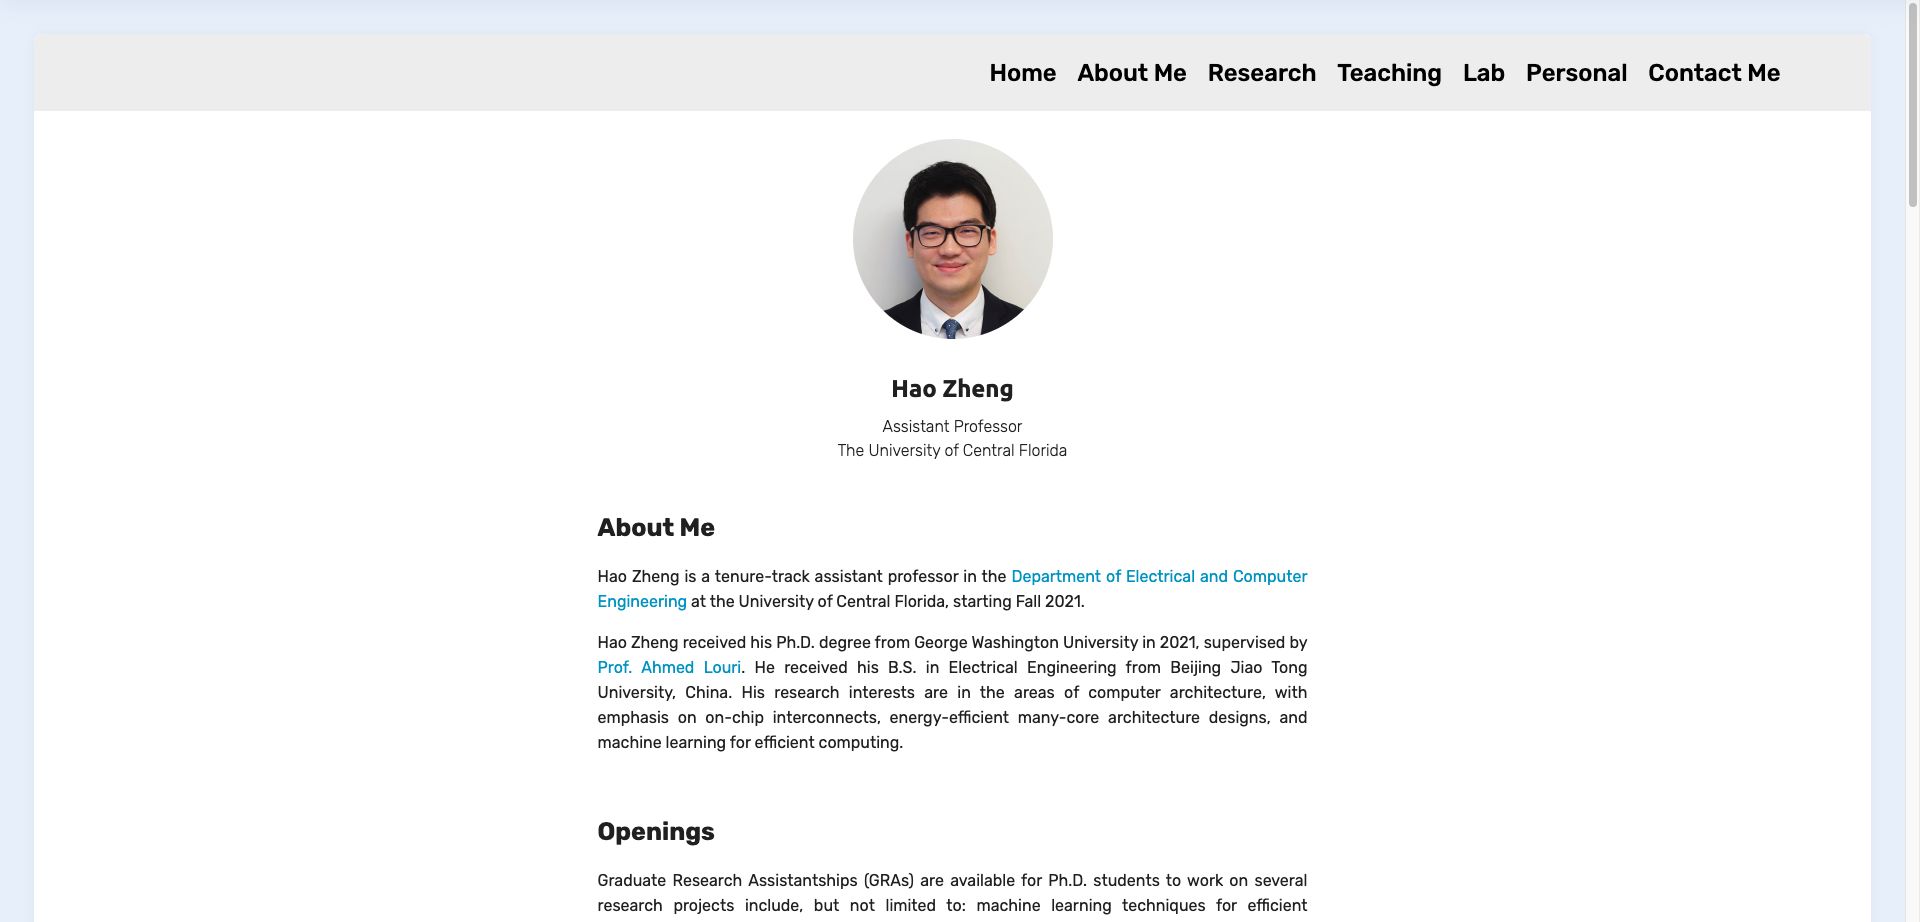 Home About Me Research Teaching Lab Personal Contact Me
Hao Zheng
Assistant Professor
The University of Central Florida
About Me
Hao Zheng is a tenure-track assistant professor in the Department of Electrical and Computer
Engineering at the University of Central Florida, starting Fall 2021.
Hao Zheng received his Ph.D. degree from George Washington University in 2021, supervised by
Prof. Ahmed Louri. He received his B.S. in Electrical Engineering from Beijing Jiao Tong
University, China. His research interests are in the areas of computer architecture, with
emphasis on on-chip interconnects, energy-efficient many-core architecture designs, and
machine learning for efficient computing.
Openings
Graduate Research Assistantships (GRAs) are available for Ph.D. students to work on several
research projects include, but not limited to: machine learning techniques for efficient